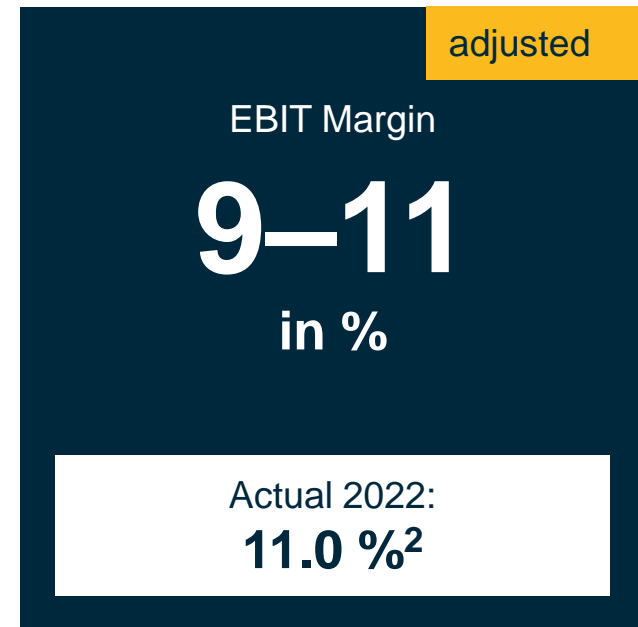 adjusted
EBIT Margin
9–11
in %
Actual 2022:
11.0 %²